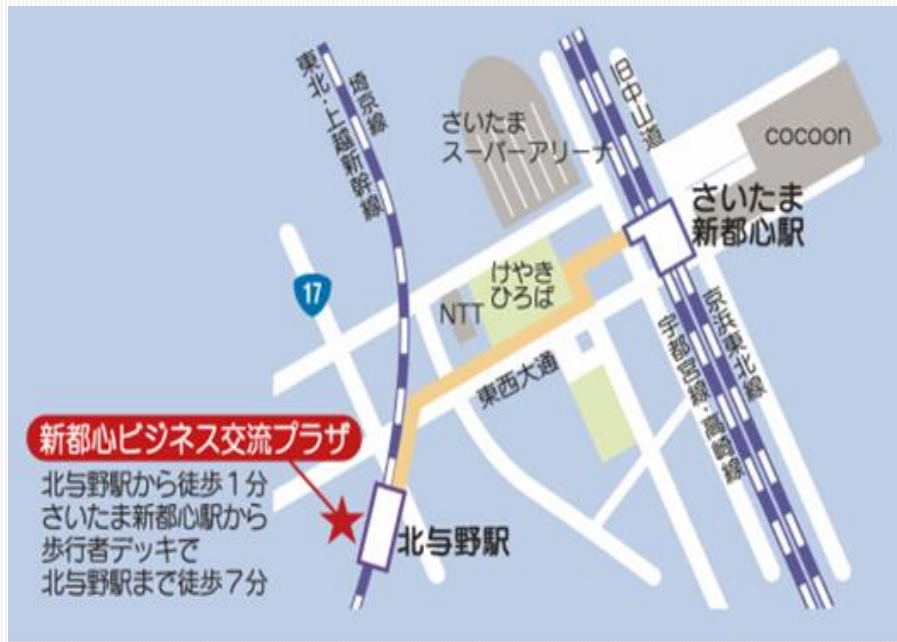 埼京線
東北・上越新幹線
さいたま
スーパーアリーナ
旧中山道
cocoon
さいたま
新都心駅
けやき
ひろば
NTT
17
東西大通
京浜東北線
宇都宮線・高崎線
新都心ビジネス交流プラザ
北与野駅から徒歩1分
さいたま新都心駅から
歩行者デッキで
北与野駅まで徒歩7分
北与野駅